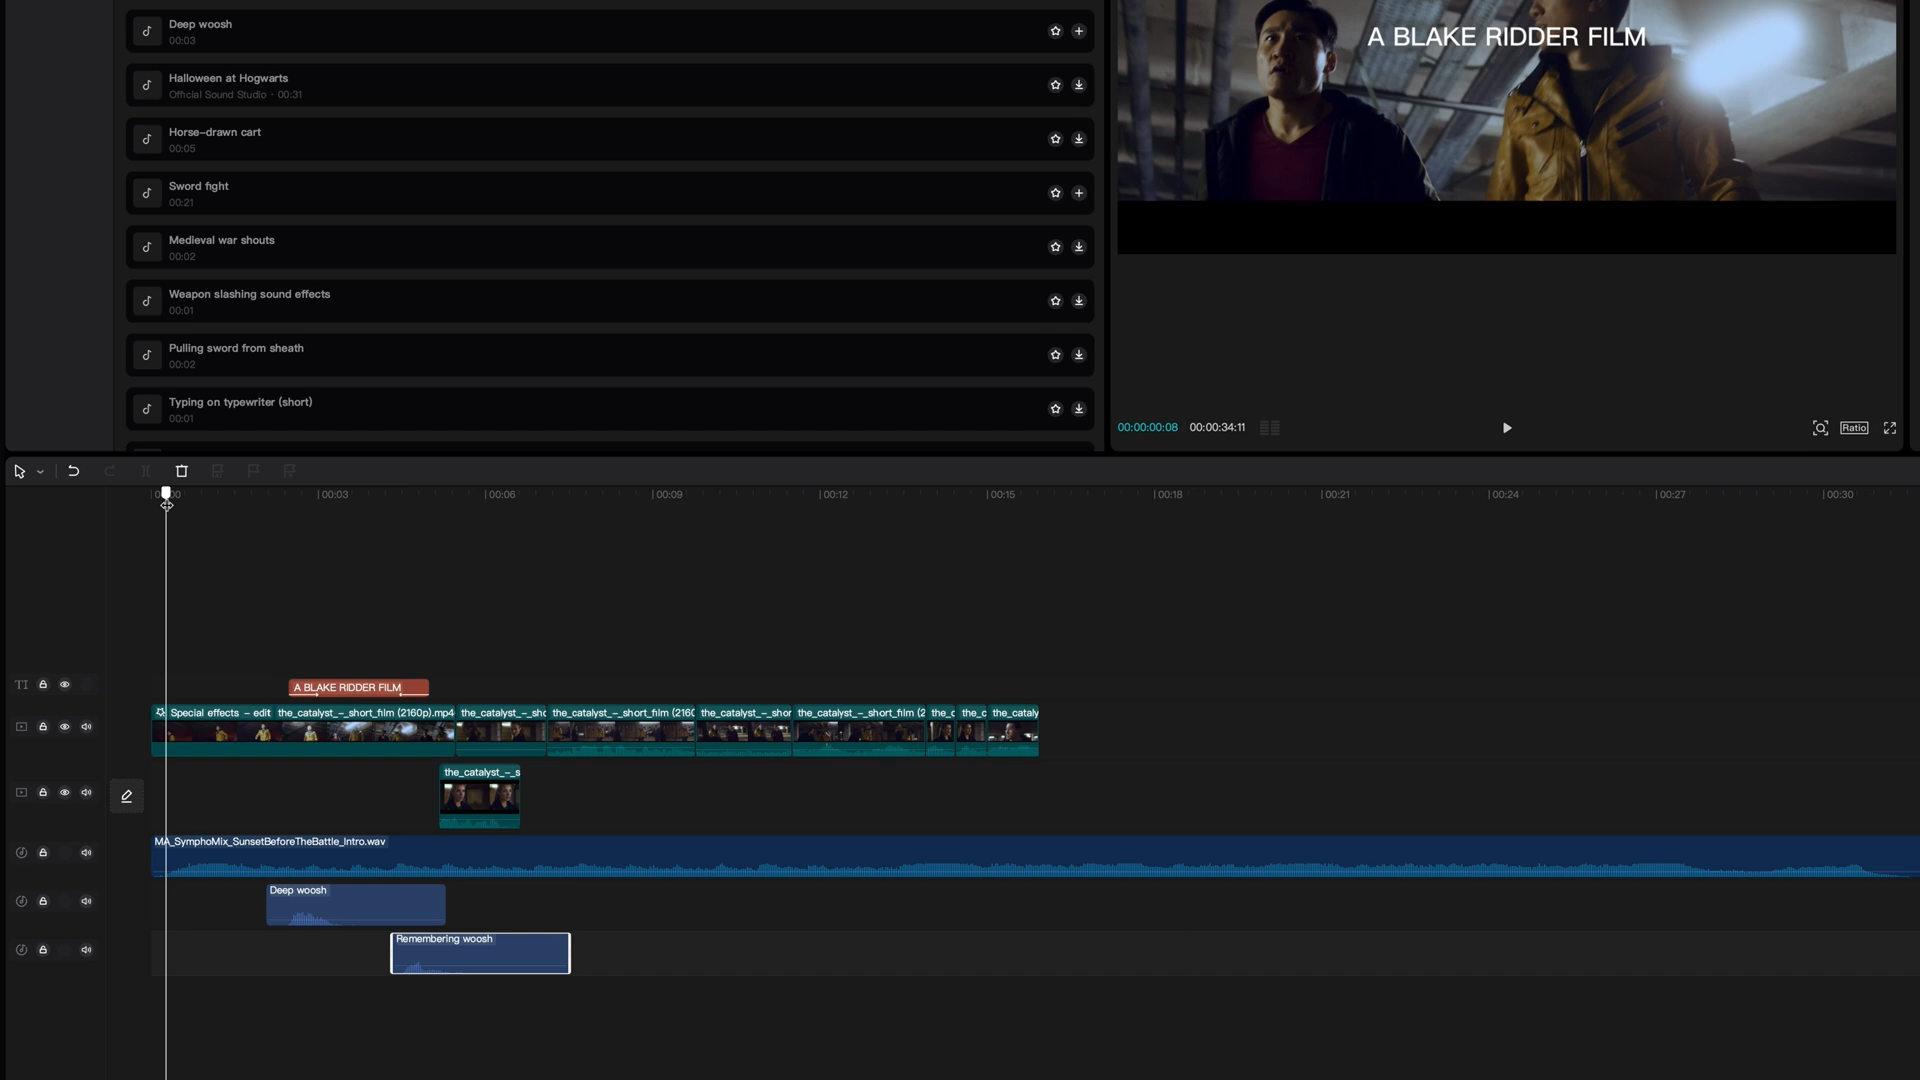 Deep woosh
00:03
A BLAKE RIDDER FILM
Halloween at Hogwarts
Official Sound Studio · 00:31
Horse-drawn cart
00:05
Sword fight
00:21
Medieval war shouts
00:02
Weapon slashing sound effects
00:01
Pulling sword from sheath
00:02
Typing on typewriter (short)
00:01
00:00:00:08 00:00:34:11
Ratio
00:03 00:06 00:09 00:12 00:15 00:18 00:21 00:24 00:27 00:30
TI
A BLAKE RIDDER FILM
Special effects - edit the_catalyst_-_short_film (2160p).mp4 the_catalyst_-_sho the_catalyst_-_short_film (2160 the_catalyst_-_shor the_catalyst_-_short_film (2 the_c the_c the_cataly
the_catalyst_-_s
MA_SymphoMix_SunsetBeforeTheBattle_Intro.wav
Deep woosh
Remembering woosh